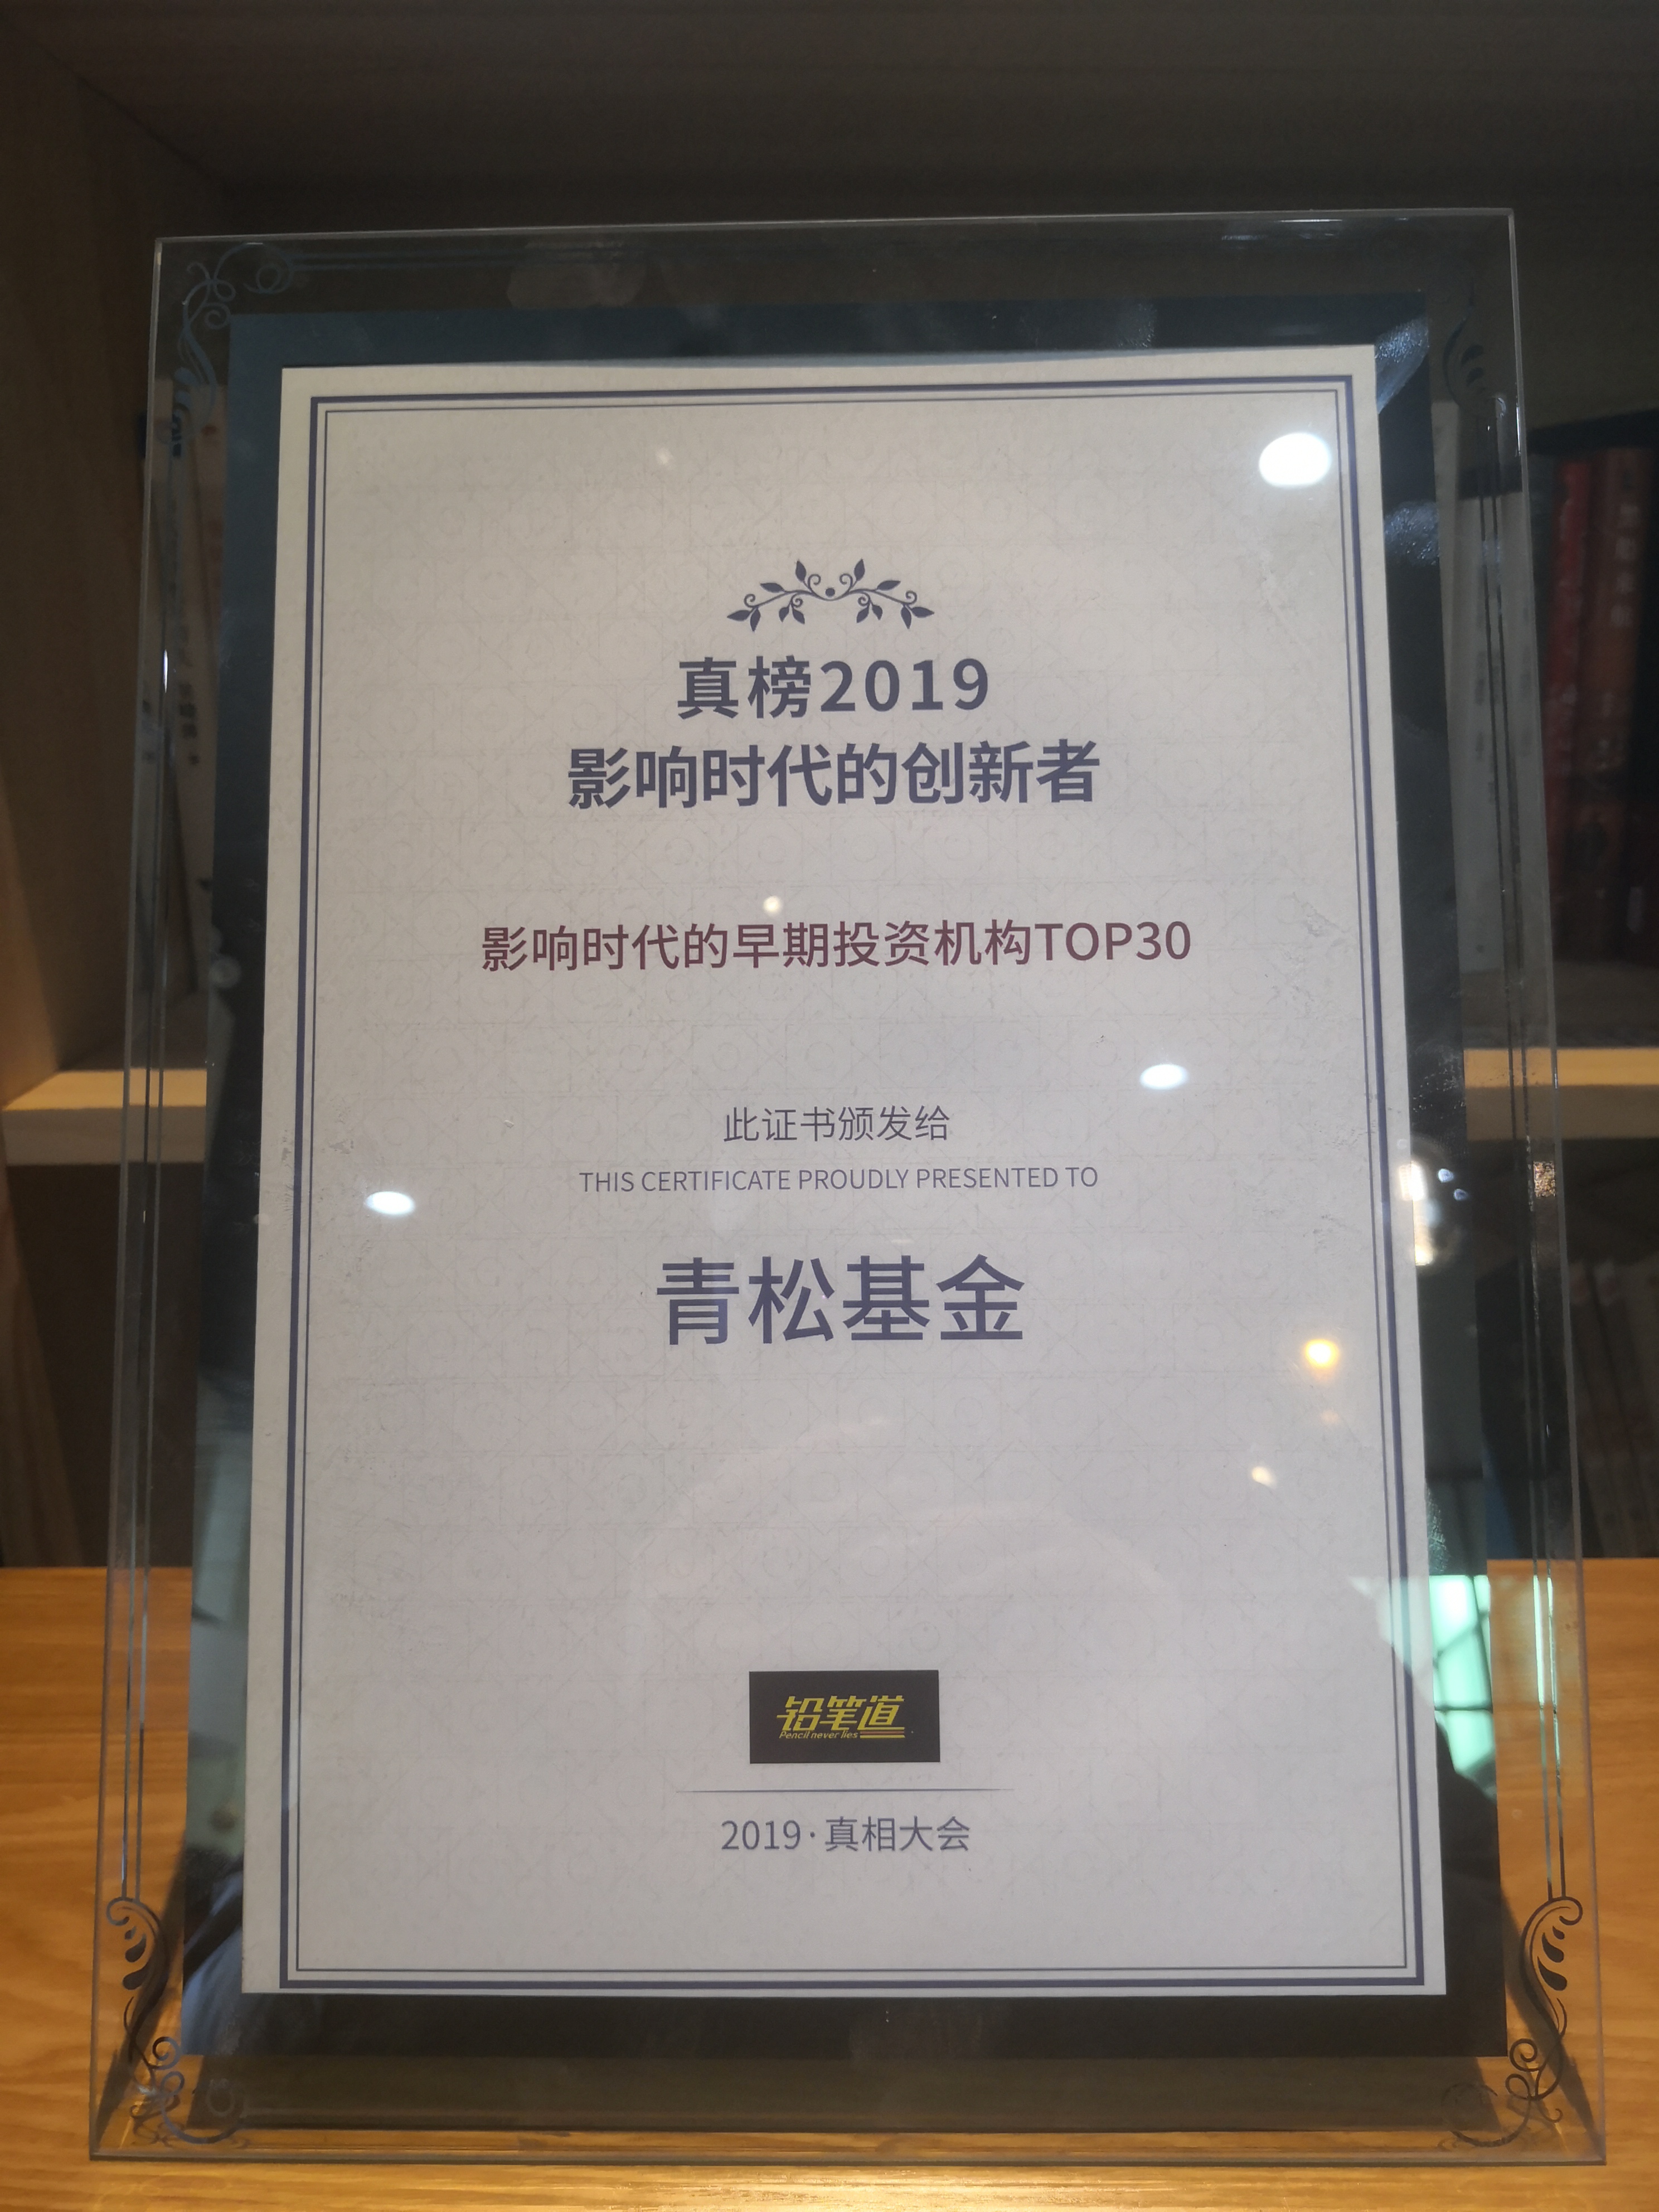 真榜2019
影响时代的创新者
影响时代的早期投资机构TOP30
此证书颁发给
THIS CERTIFICATE PROUDLY PRESENTED TO
青松基金
铅笔道
Pencil never lies
2019·真相大会